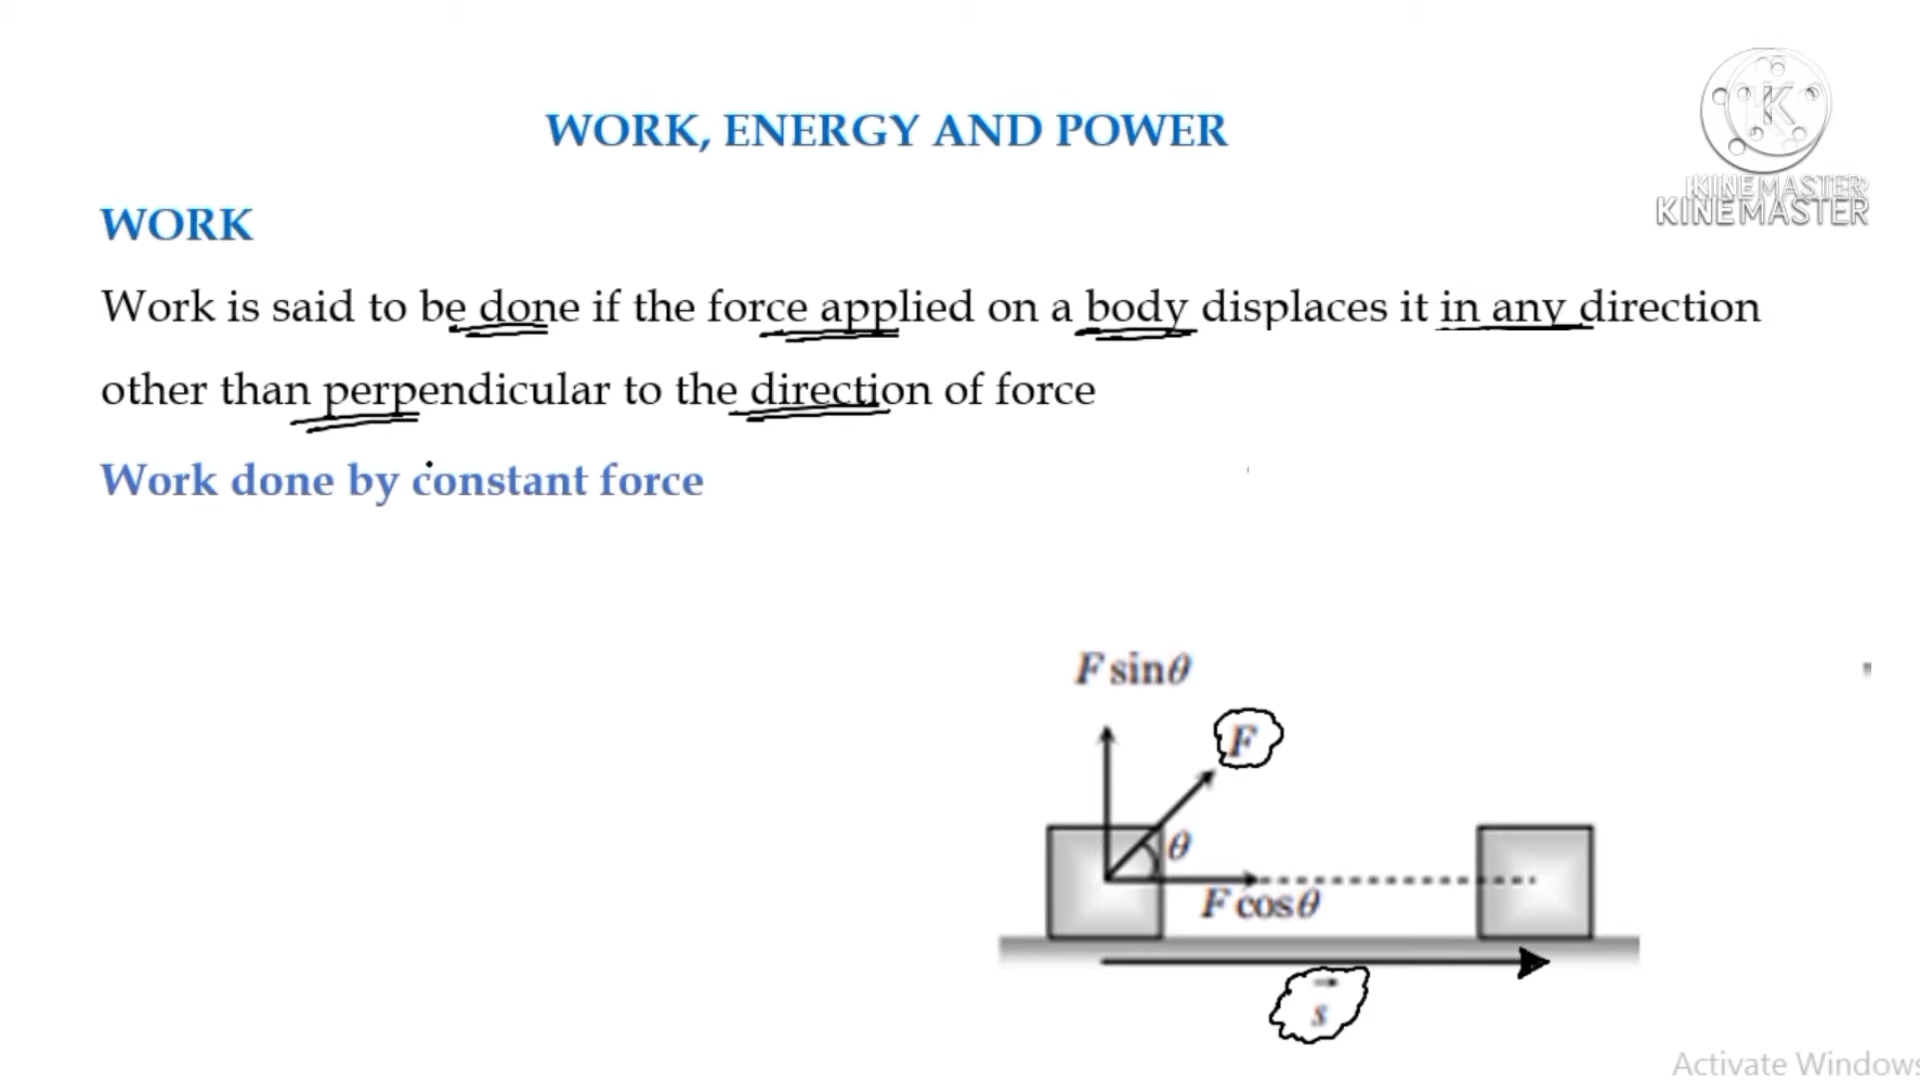 WORK, ENERGY AND POWER
KINEMASTER
KINEMASTER
WORK
Work is said to be done if the force applied on a body displaces it in any direction
other than perpendicular to the direction of force
Work done by constant force
F sinθ
F
θ
F cosθ
s
Activate Windows